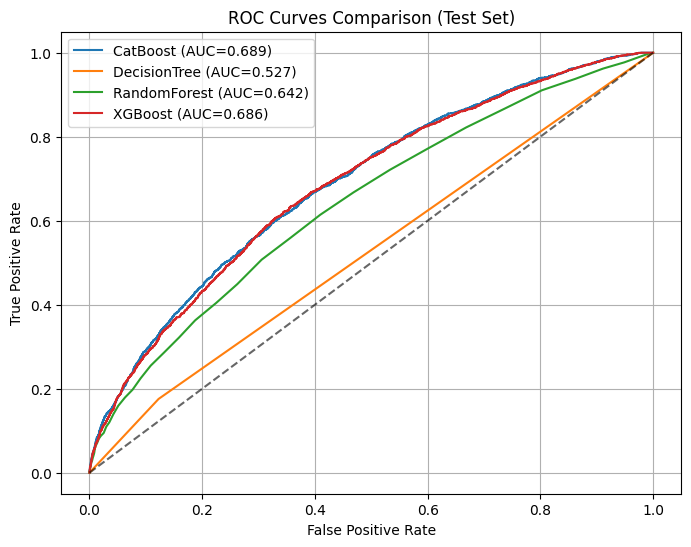 ROC Curves Comparison (Test Set)
CatBoost (AUC=0.689)
DecisionTree (AUC=0.527)
RandomForest (AUC=0.642)
XGBoost (AUC=0.686)
True Positive Rate
1.0
0.8
0.6
0.4
0.2
0.0
0.0 0.2 0.4 0.6 0.8 1.0
False Positive Rate